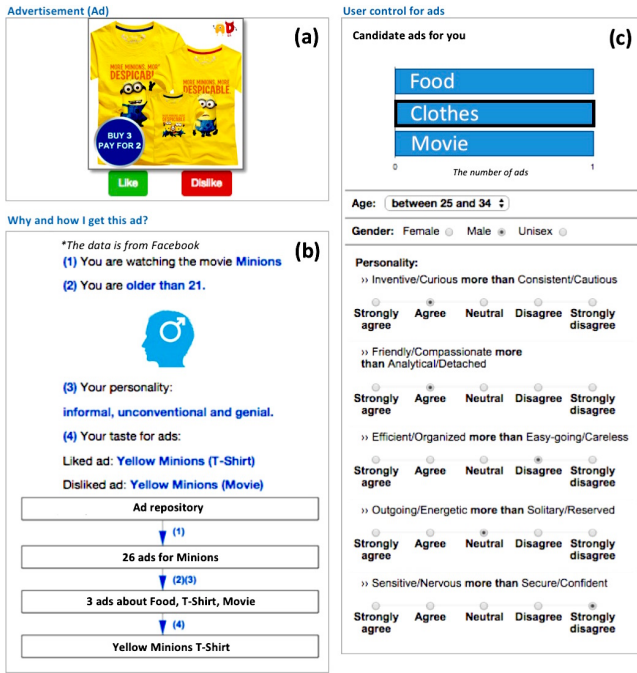 Advertisement (Ad)
(a)
MORE MINIONS, MORE
DESPICABL
MORE MINIONS, MORE
DESPICABLE
BUY 3
PAY FOR 2
Like
Dislike
Why and how I get this ad?
(b)
*The data is from Facebook
(1) You are watching the movie Minions
(2) You are older than 21.
(3) Your personality:
informal, unconventional and genial.
(4) Your taste for ads:
Liked ad: Yellow Minions (T-Shirt)
Disliked ad: Yellow Minions (Movie)
Ad repository
(1)
26 ads for Minions
(2)(3)
3 ads about Food, T-Shirt, Movie
(4)
Yellow Minions T-Shirt
User control for ads
(c)
Candidate ads for you
Food
Clothes
Movie
0 1
The number of ads
Age: between 25 and 34
Gender: Female Male Unisex
Personality:
›› Inventive/Curious more than Consistent/Cautious
Strongly agree Agree Neutral Disagree Strongly disagree
›› Friendly/Compassionate more
than Analytical/Detached
Strongly agree Agree Neutral Disagree Strongly disagree
›› Efficient/Organized more than Easy-going/Careless
Strongly agree Agree Neutral Disagree Strongly disagree
›› Outgoing/Energetic more than Solitary/Reserved
Strongly agree Agree Neutral Disagree Strongly disagree
›› Sensitive/Nervous more than Secure/Confident
Strongly agree Agree Neutral Disagree Strongly disagree